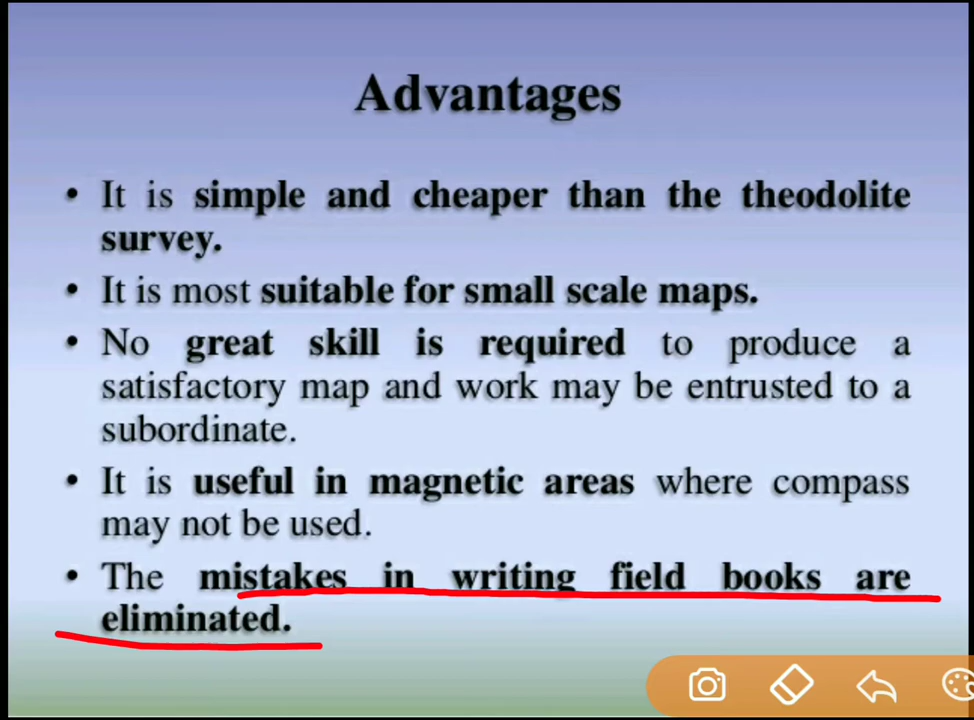 Advantages
• It is simple and cheaper than the theodolite
survey.
• It is most suitable for small scale maps.
• No great skill is required to produce a
satisfactory map and work may be entrusted to a
subordinate.
• It is useful in magnetic areas where compass
may not be used.
• The mistakes in writing field books are
eliminated.